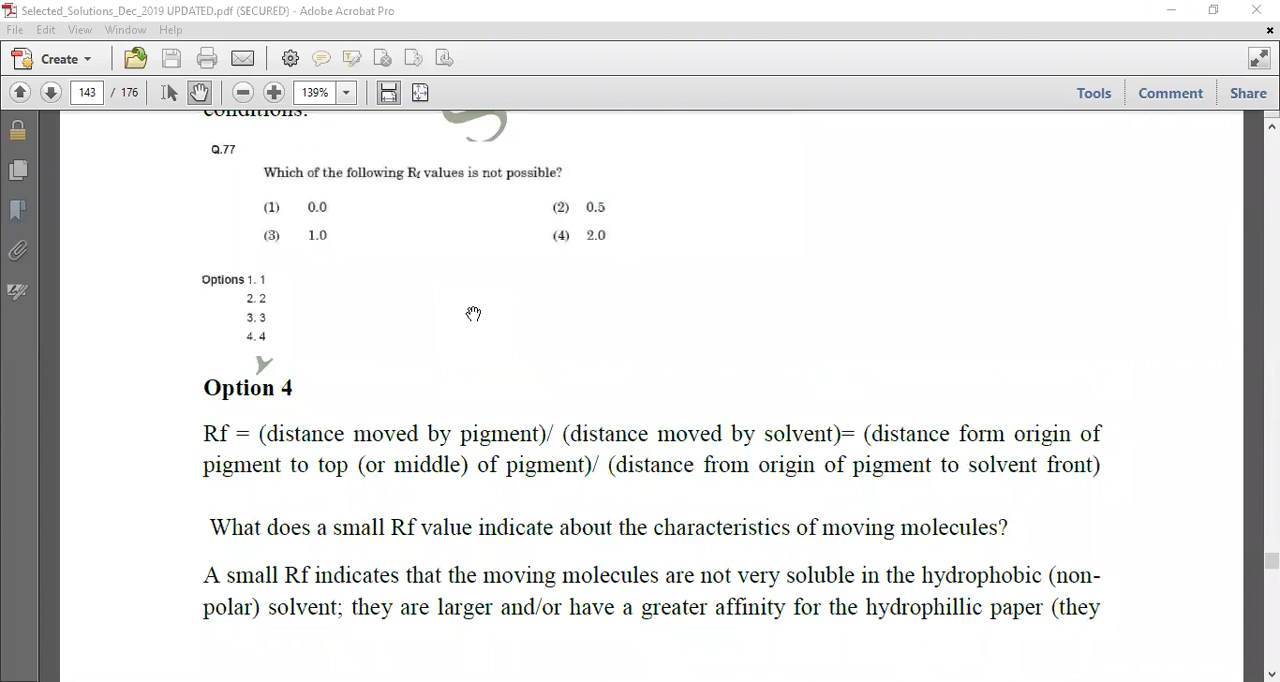 Selected_Solutions_Dec_2019 UPDATED.pdf (SECURED) - Adobe Acrobat Pro
File Edit View Window Help
Create
143 / 176 139% Tools Comment Share
conditions.
Q.77
Which of the following Rf values is not possible?
(1) 0.0 (2) 0.5
(3) 1.0 (4) 2.0
Options 1. 1
2. 2
3. 3
4. 4
Option 4
Rf = (distance moved by pigment)/ (distance moved by solvent)= (distance form origin of
pigment to top (or middle) of pigment)/ (distance from origin of pigment to solvent front)
What does a small Rf value indicate about the characteristics of moving molecules?
A small Rf indicates that the moving molecules are not very soluble in the hydrophobic (non-
polar) solvent; they are larger and/or have a greater affinity for the hydrophillic paper (they